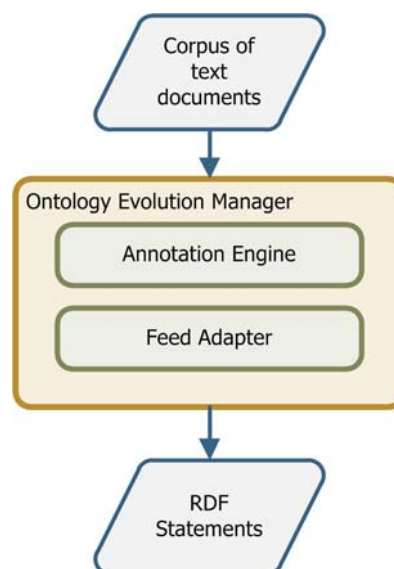 Corpus of
text
documents
Ontology Evolution Manager
Annotation Engine
Feed Adapter
RDF
Statements